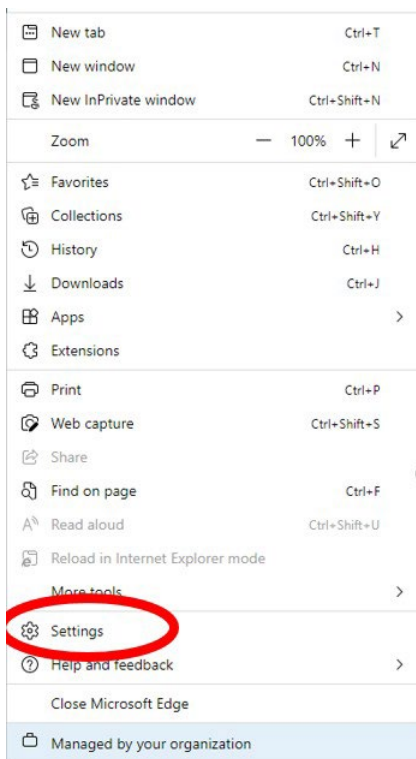 New tab Ctrl+T
New window Ctrl+N
New InPrivate window Ctrl+Shift+N
Zoom — 100% +
Favorites Ctrl+Shift+O
Collections Ctrl+Shift+Y
History Ctrl+H
Downloads Ctrl+J
Apps
Extensions
Print Ctrl+P
Web capture Ctrl+Shift+S
Share
Find on page Ctrl+F
Read aloud Ctrl+Shift+U
Reload in Internet Explorer mode
More tools
Settings
Help and feedback
Close Microsoft Edge
Managed by your organization